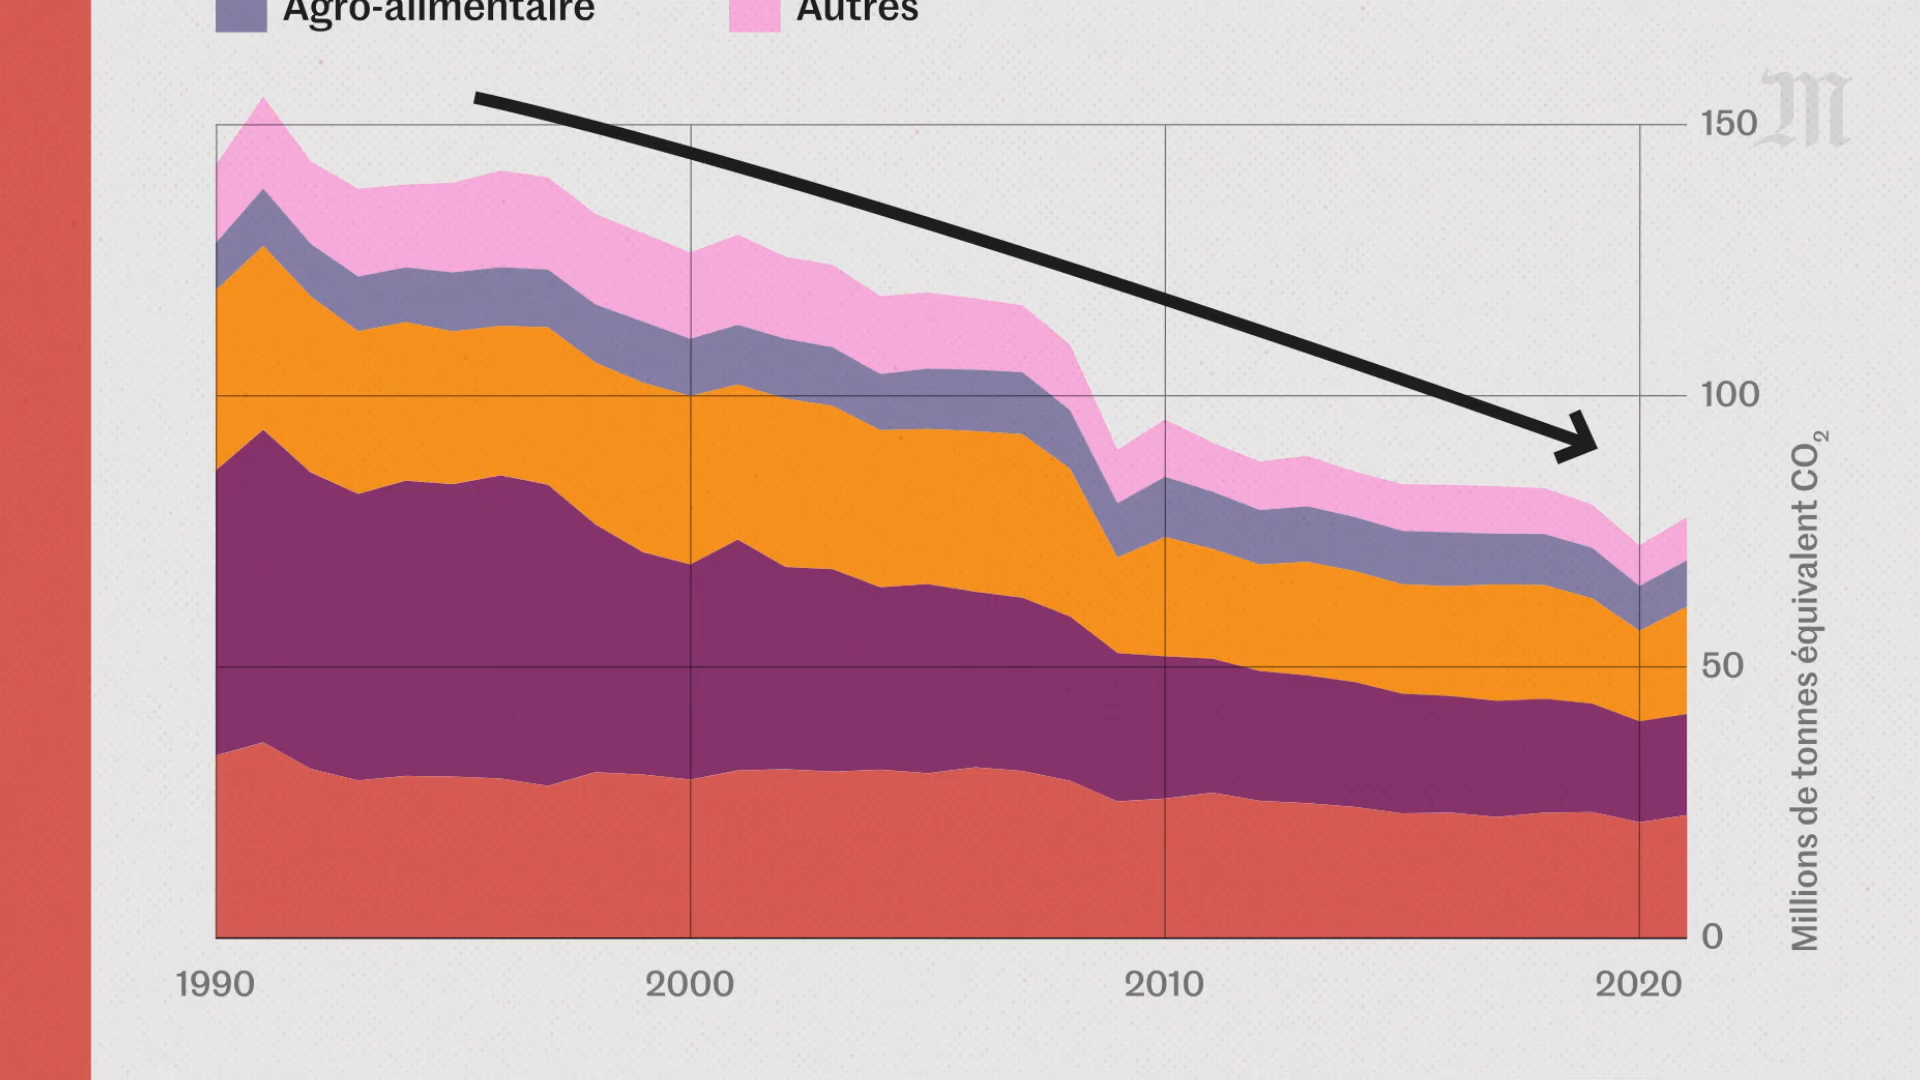 Agro-alimentaire
Autres
150
100
50
0
Millions de tonnes équivalent CO₂
1990
2000
2010
2020
M